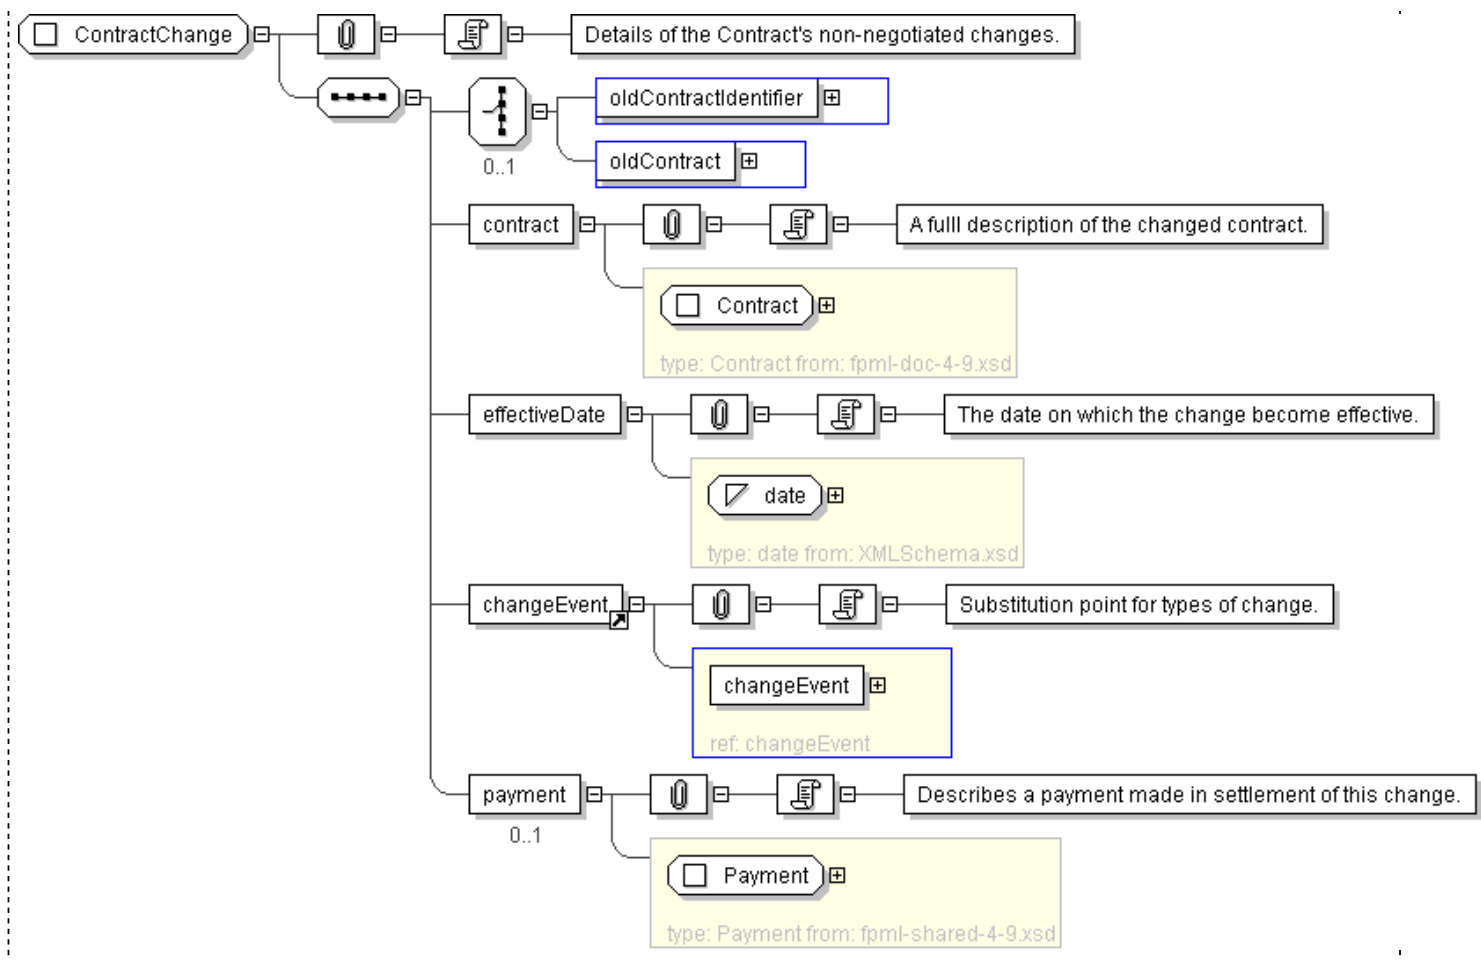 ContractChange
Details of the Contract's non-negotiated changes.
oldContractIdentifier
0..1
oldContract
contract
A fulll description of the changed contract.
Contract
type: Contract from: fpml-doc-4-9.xsd
effectiveDate
The date on which the change become effective.
date
type: date from: XMLSchema.xsd
changeEvent
Substitution point for types of change.
changeEvent
ref: changeEvent
payment
0..1
Describes a payment made in settlement of this change.
Payment
type: Payment from: fpml-shared-4-9.xsd